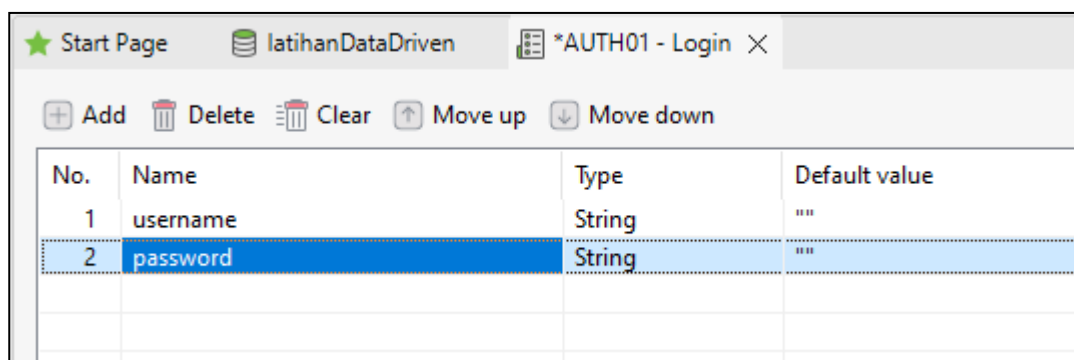 Start Page latihanDataDriven *AUTH01 - Login
Add Delete Clear Move up Move down
No. Name Type Default value
1 username String ""
2 password String ""